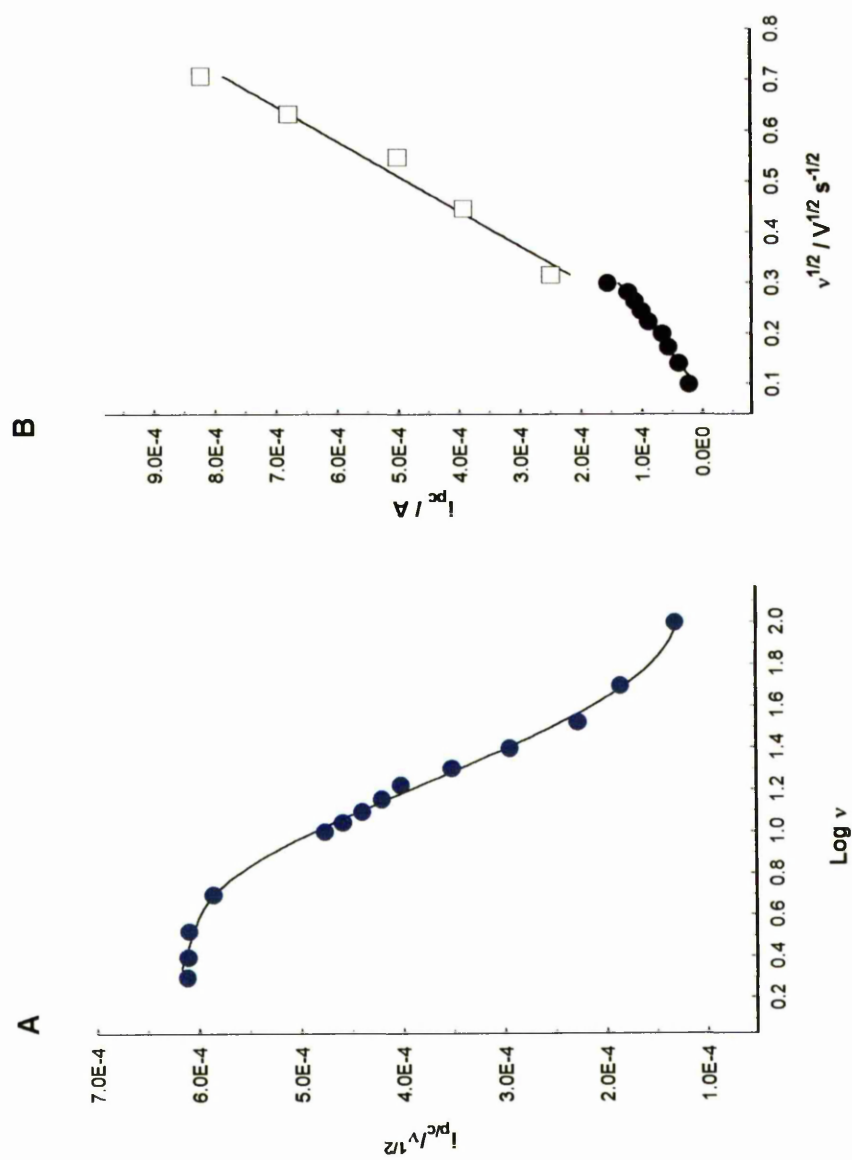 A
7.0E-4
6.0E-4
5.0E-4
4.0E-4
3.0E-4
2.0E-4
1.0E-4
i p/c/ν^1/2
0.2 0.4 0.6 0.8 1.0 1.2 1.4 1.6 1.8 2.0
Log ν
B
9.0E-4
8.0E-4
7.0E-4
6.0E-4
5.0E-4
4.0E-4
3.0E-4
2.0E-4
1.0E-4
0.0E0
i pc / A
0.1 0.2 0.3 0.4 0.5 0.6 0.7 0.8
ν^1/2 / V^1/2 s^-1/2